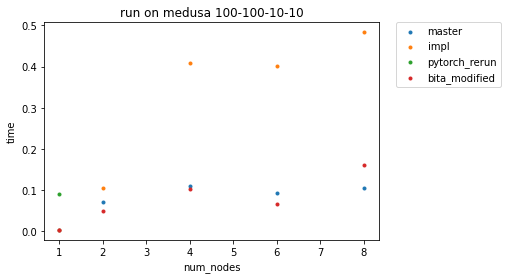 run on medusa 100-100-10-10
0.5
0.4
0.3
0.2
0.1
0.0
time
1 2 3 4 5 6 7 8
num_nodes
master
impl
pytorch_rerun
bita_modified